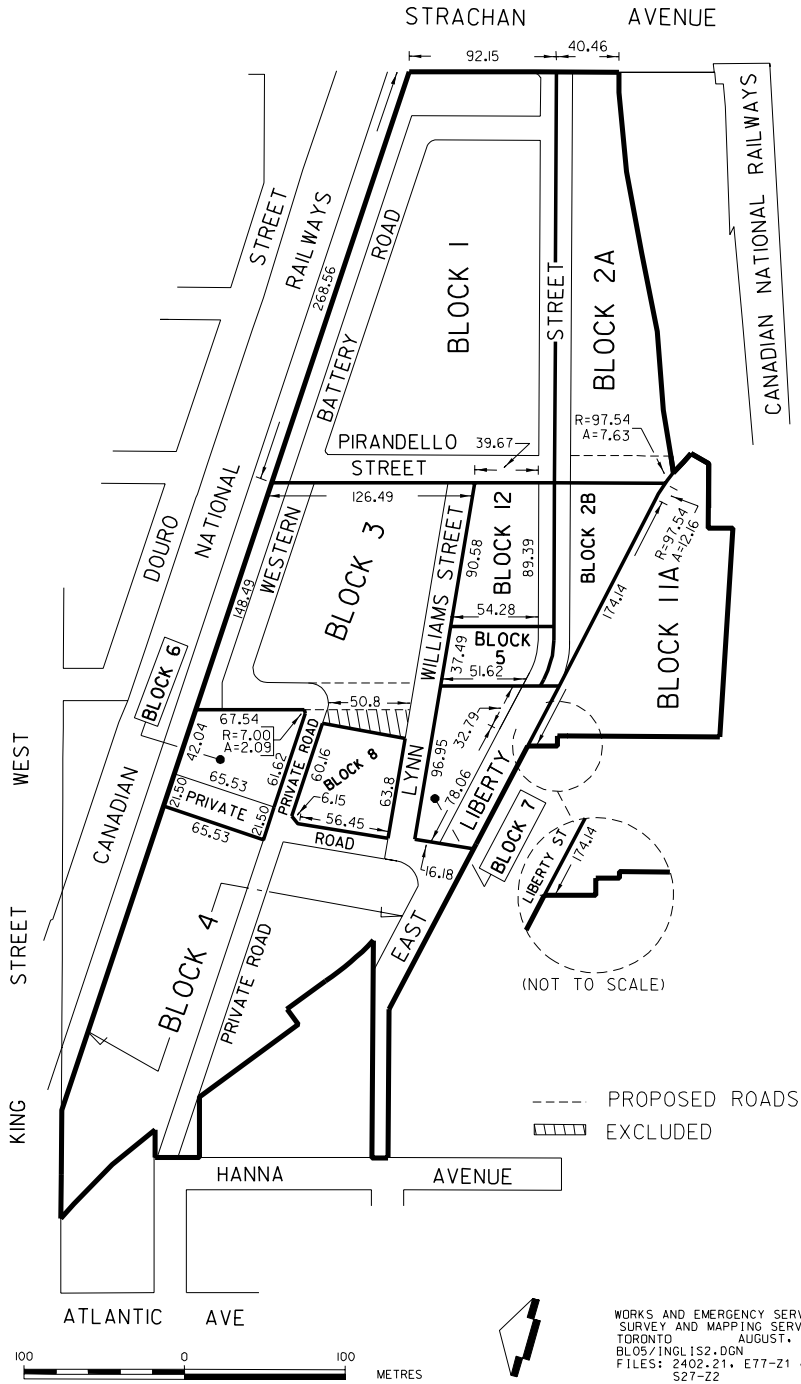 STRACHAN AVENUE
92.15 40.46
CANADIAN NATIONAL RAILWAYS
STREET
RAILWAYS
268.56
BATTERY ROAD
BLOCK 1
STREET
BLOCK 2A
R=97.54
A=7.63
PIRANDELLO
STREET
39.67
126.49
NATIONAL
DOURO
WESTERN
148.49
BLOCK 3
WILLIAMS STREET
90.58
BLOCK 12
89.39
54.28
BLOCK 2B
174.14
R=97.54
A=12.16
BLOCK 11A
BLOCK 5
37.49
51.62
BLOCK 6
67.54
R=7.00
A=2.09
42.04
65.53
61.62
PRIVATE
21.50
21.50
65.53
PRIVATE ROAD
50.8
60.16
BLOCK 8
63.8
6.15
56.45
ROAD
LYNN
96.95
32.79
78.06
LIBERTY
16.18
BLOCK 7
EAST
CANADIAN
WEST
STREET
KING
BLOCK 4
PRIVATE ROAD
LIBERTY ST
174.14
(NOT TO SCALE)
PROPOSED ROADS
EXCLUDED
HANNA AVENUE
ATLANTIC AVE
100 0 100
METRES
WORKS AND EMERGENCY
SURVEY AND MAPPING
TORONTO AUGUST,
BL05/INGLIS2.DGN
FILES: 2402.21, E77-Z1
S27-Z2